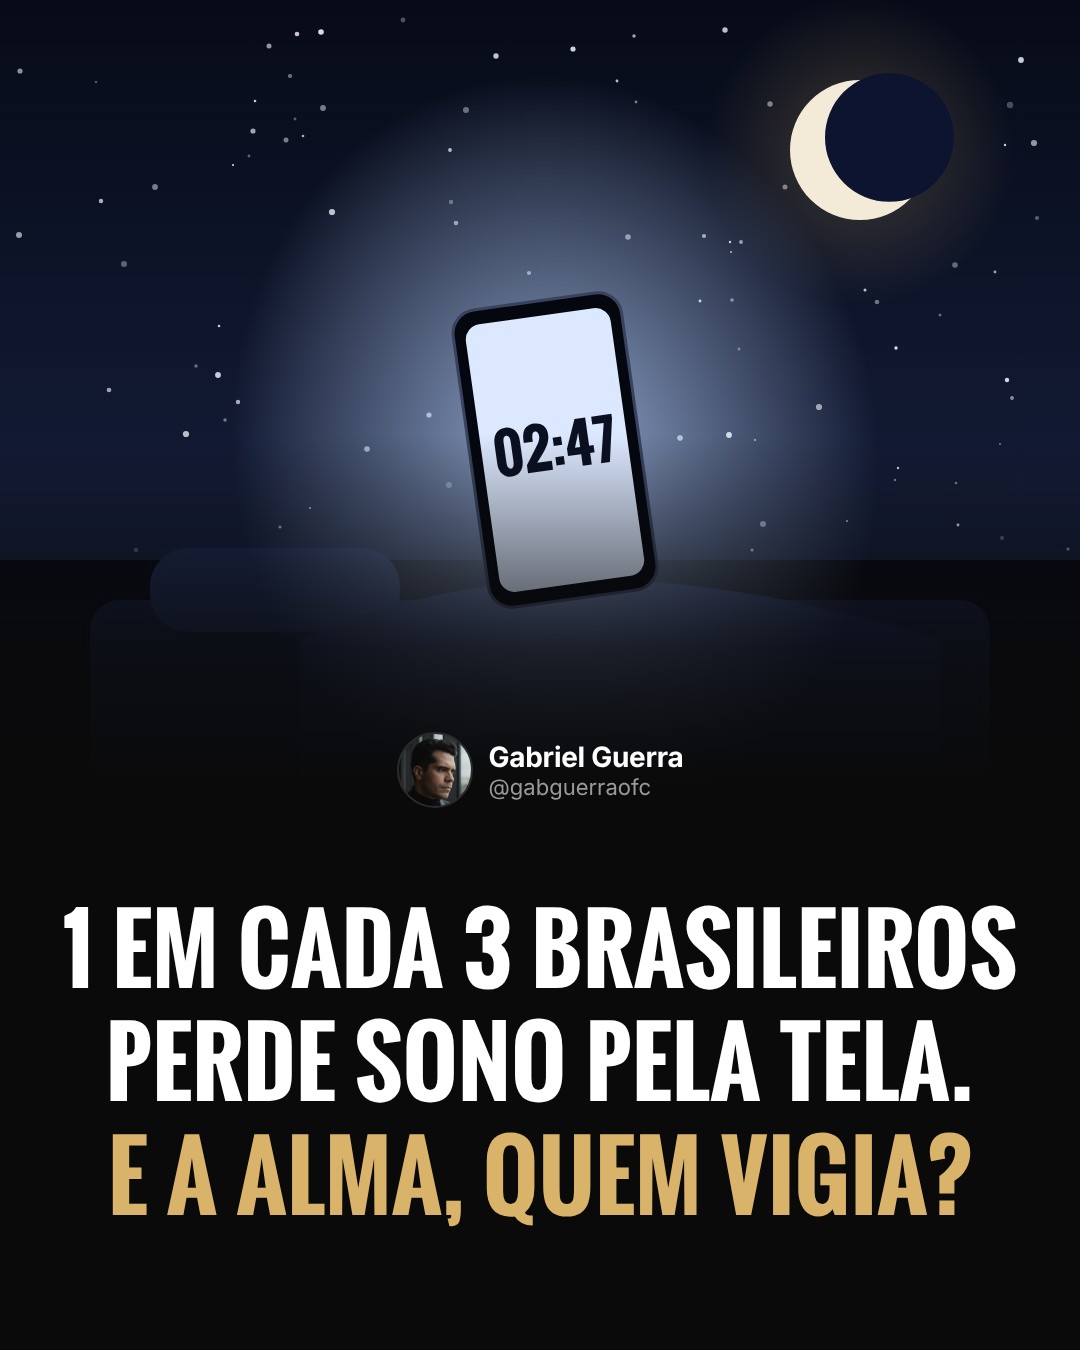 02:47
Gabriel Guerra
@gabguerraofc
1 EM CADA 3 BRASILEIROS
PERDE SONO PELA TELA.
E A ALMA, QUEM VIGIA?